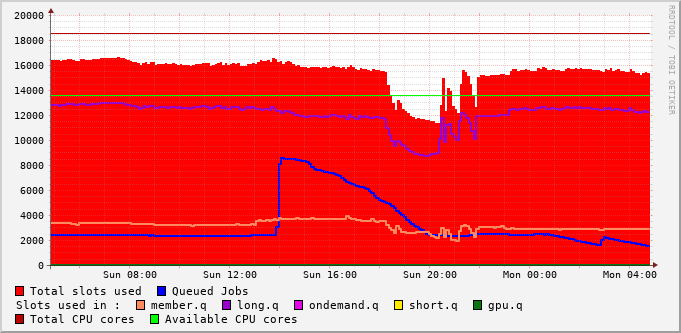 20000
18000
16000
14000
12000
10000
8000
6000
4000
2000
0
Sun 08:00 Sun 12:00 Sun 16:00 Sun 20:00 Mon 00:00 Mon 04:00
Total slots used Queued Jobs
Slots used in : member.q long.q ondemand.q short.q gpu.q
Total CPU cores Available CPU cores
RRDTOOL / TOBI OETIKER